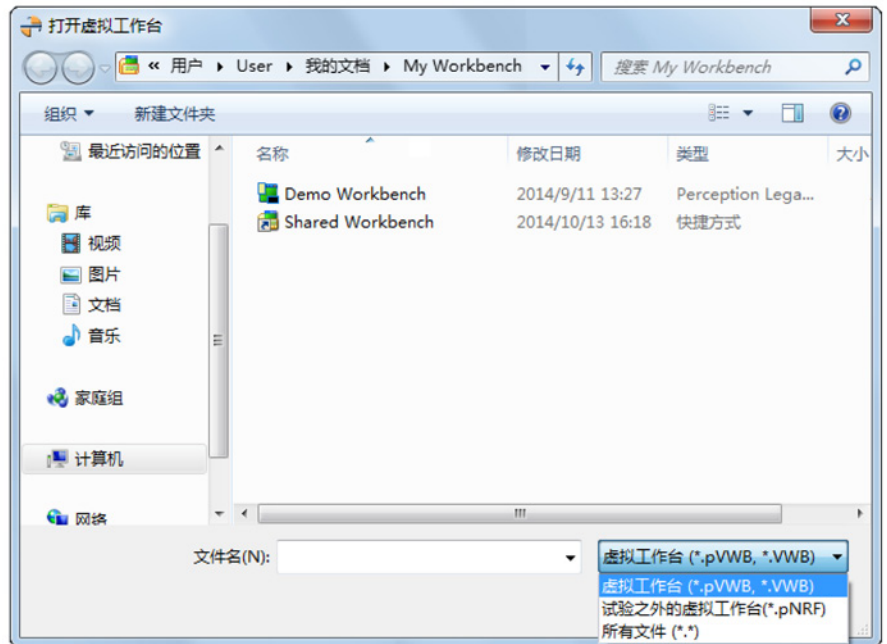 打开虚拟工作台
« 用户 ▸ User ▸ 我的文档 ▸ My Workbench
搜索 My Workbench
组织 新建文件夹
最近访问的位置
库
视频
图片
文档
音乐
家庭组
计算机
网络
名称 修改日期 类型 大小
Demo Workbench 2014/9/11 13:27 Perception Lega...
Shared Workbench 2014/10/13 16:18 快捷方式
文件名(N): 虚拟工作台 (*.pVWB, *.VWB)
虚拟工作台 (*.pVWB, *.VWB)
试验之外的虚拟工作台(*.pNRF)
所有文件 (*.*)